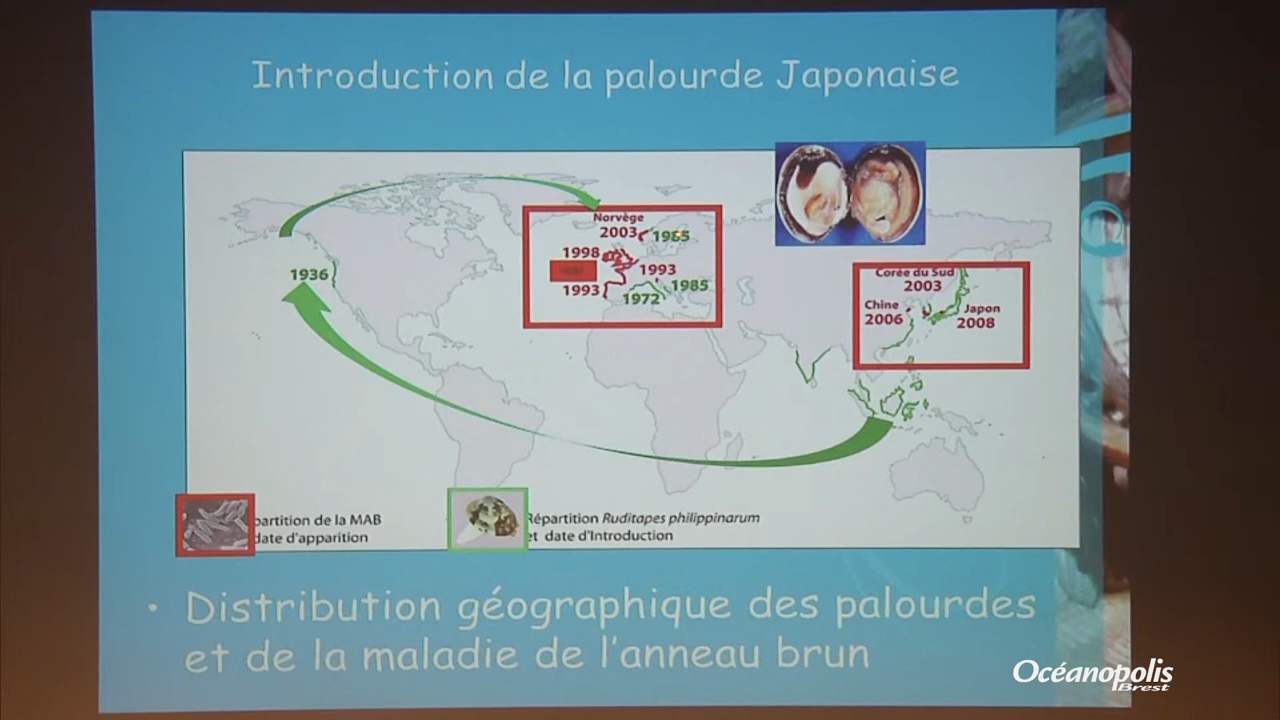 Introduction de la palourde Japonaise
Norvège
2003
1985
1998
1993
1993
1985
1972
1936
Corée du Sud
2003
Chine
2006
Japon
2008
partition de la MAB
date d'apparition
Répartition Ruditapes philippinarum
et date d'Introduction
• Distribution géographique des palourdes
et de la maladie de l'anneau brun
Océanopolis
Brest